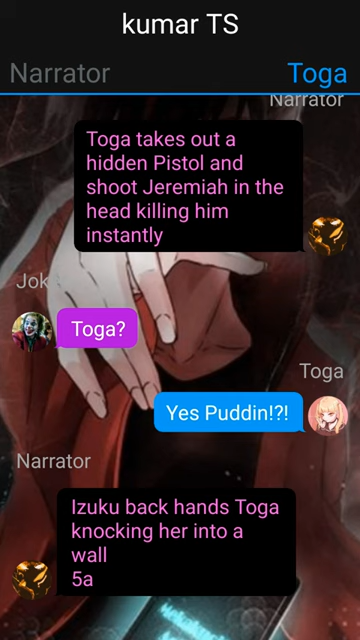 kumar TS
Narrator
Toga
Narrator
Toga takes out a
hidden Pistol and
shoot Jeremiah in the
head killing him
instantly
Jok
Toga?
Toga
Yes Puddin!?!
Narrator
Izuku back hands Toga
knocking her into a
wall
5a